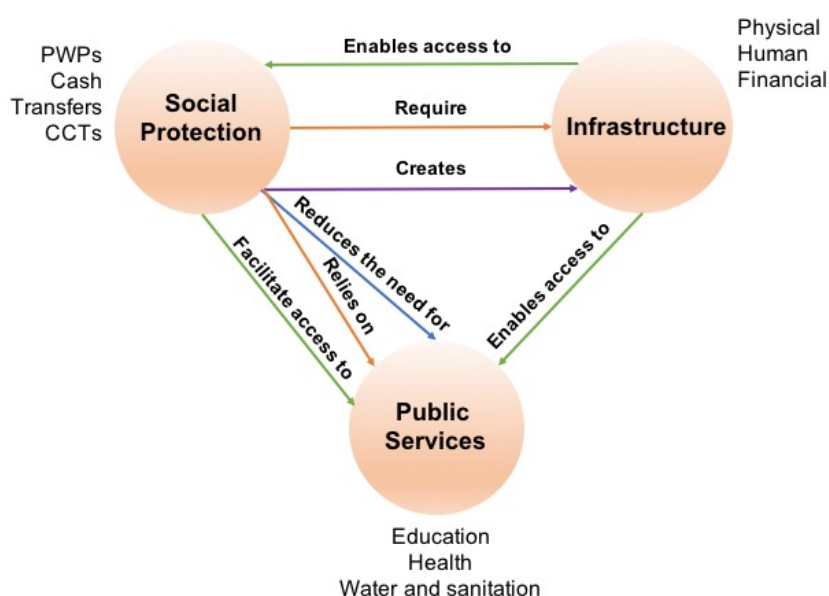 PWPs
Cash
Transfers
CCTs
Social
Protection
Enables access to
Require
Creates
Infrastructure
Physical
Human
Financial
Facilitate access to
Relies on
Reduces the need for
Enables access to
Public
Services
Education
Health
Water and sanitation